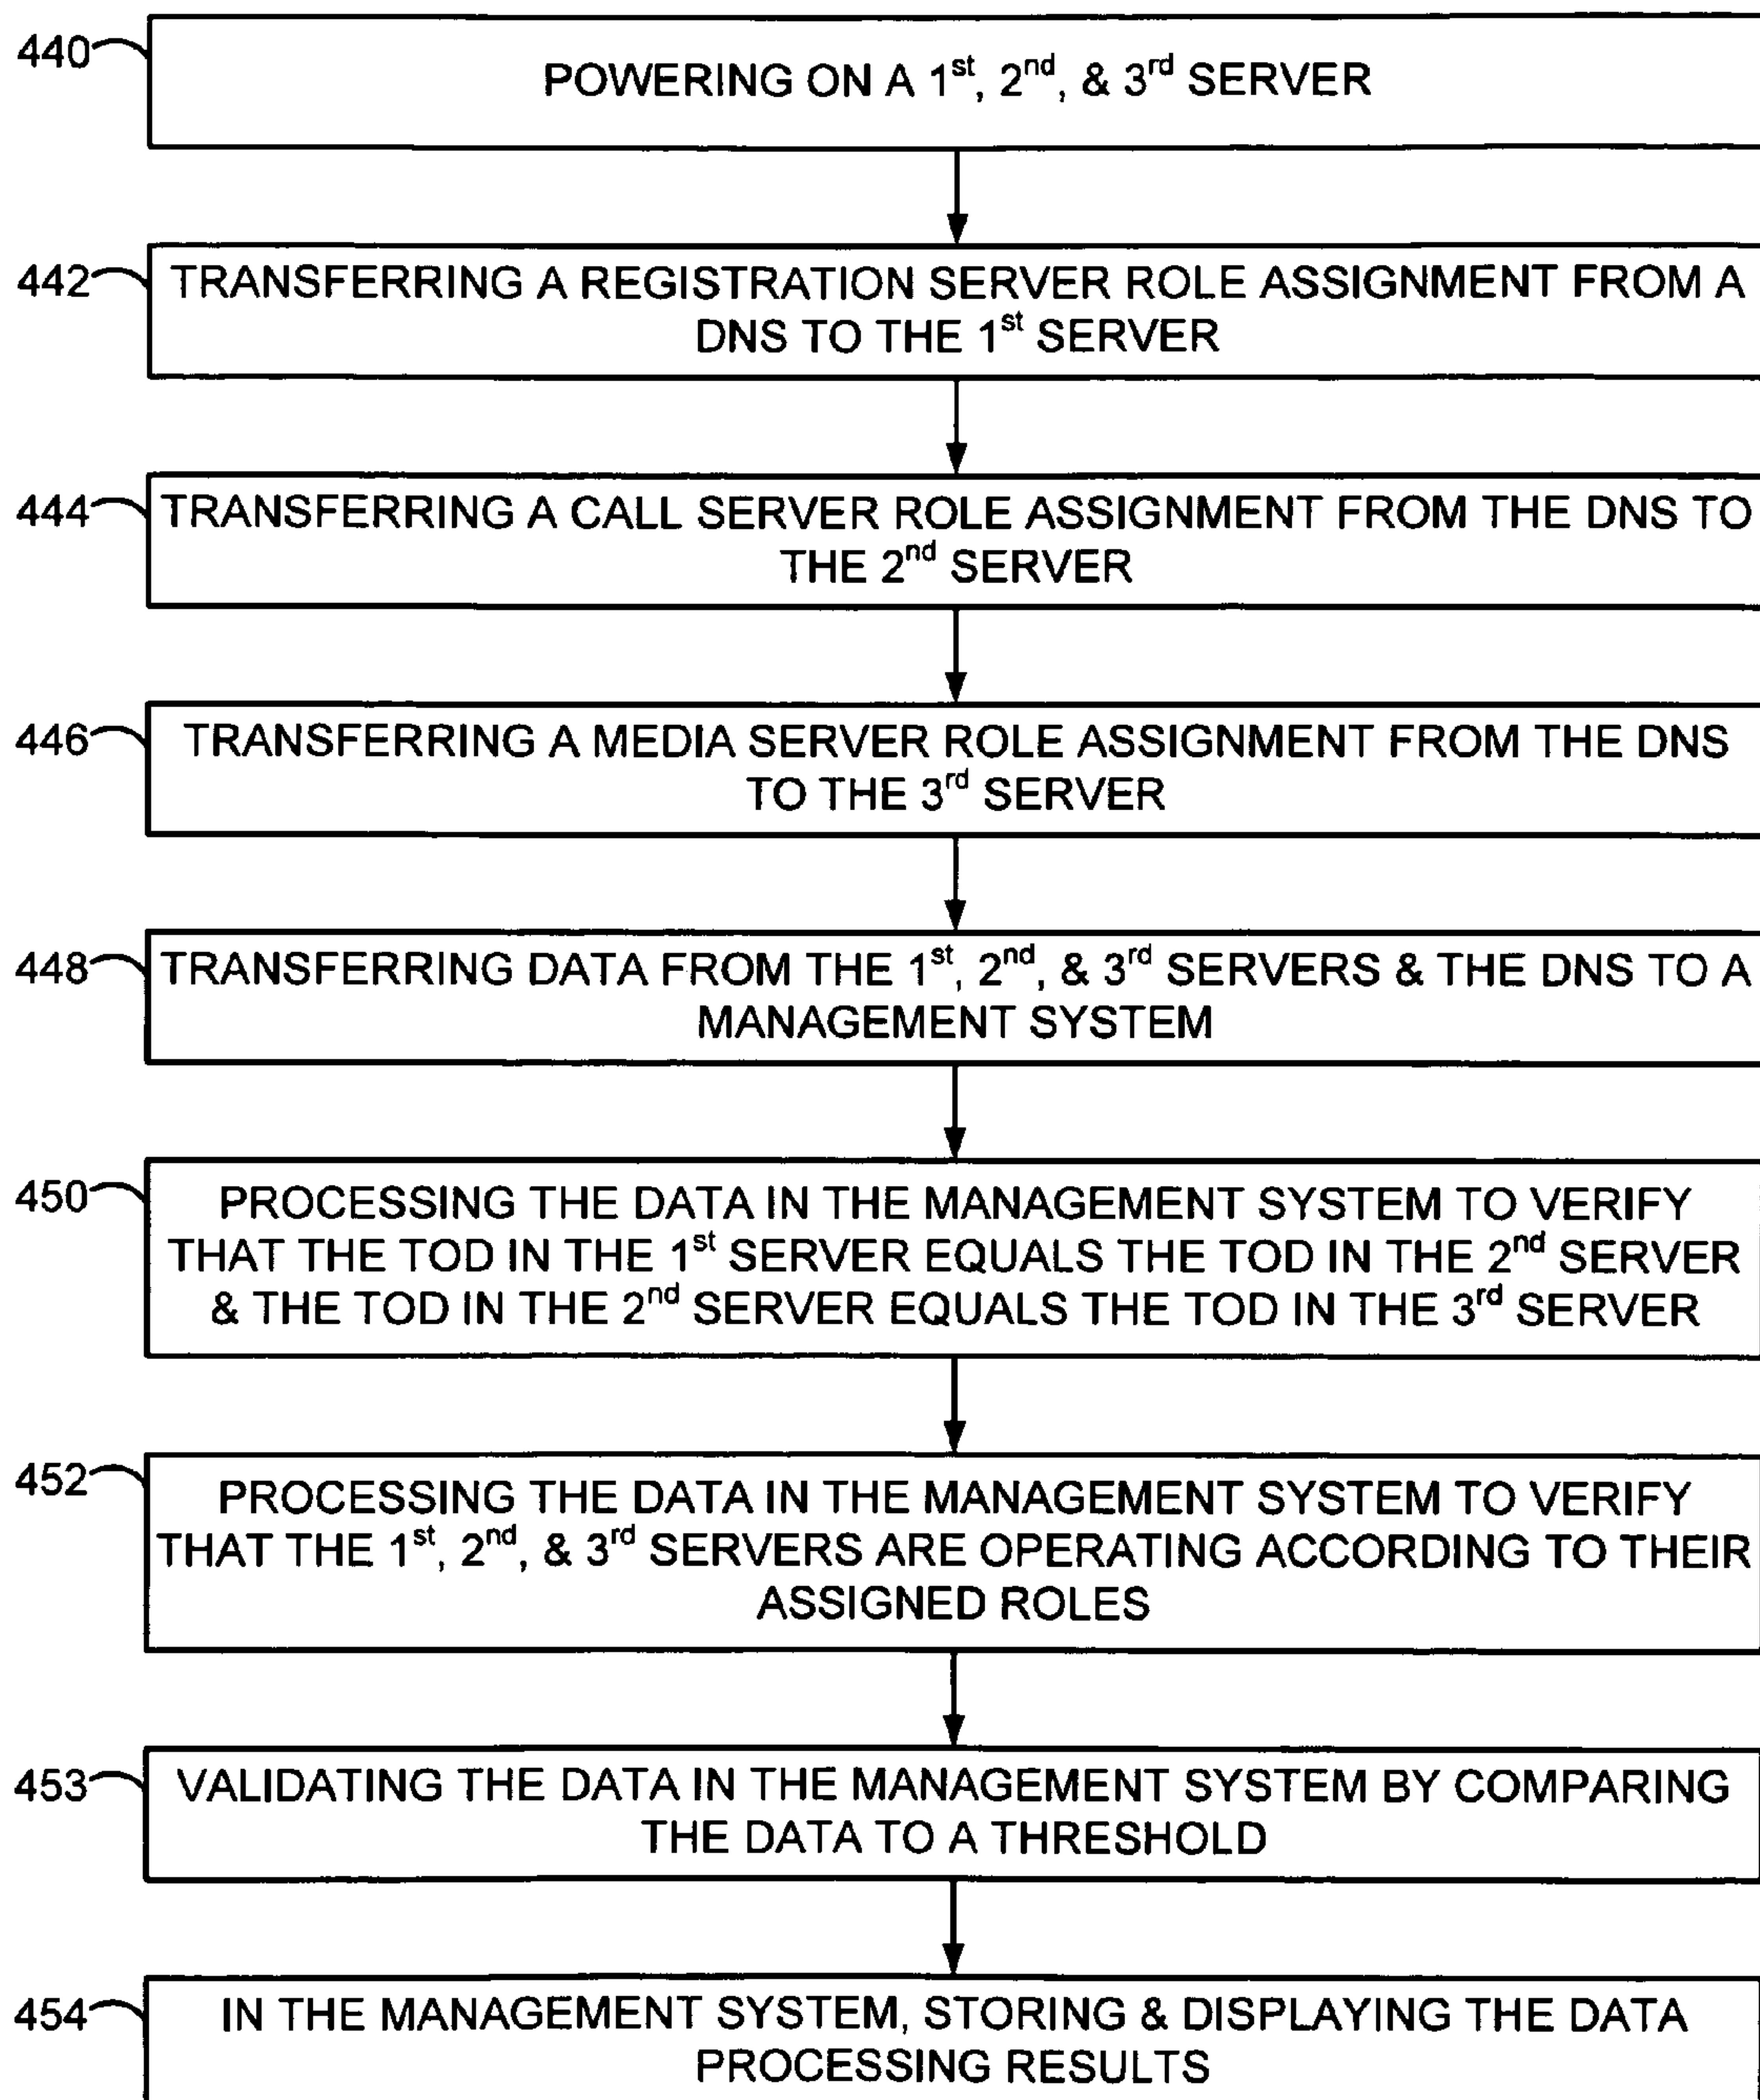 440
POWERING ON A 1st, 2nd, & 3rd SERVER
442
TRANSFERRING A REGISTRATION SERVER ROLE ASSIGNMENT FROM A
DNS TO THE 1st SERVER
444
TRANSFERRING A CALL SERVER ROLE ASSIGNMENT FROM THE DNS TO
THE 2nd SERVER
446
TRANSFERRING A MEDIA SERVER ROLE ASSIGNMENT FROM THE DNS
TO THE 3rd SERVER
448
TRANSFERRING DATA FROM THE 1st, 2nd, & 3rd SERVERS & THE DNS TO A
MANAGEMENT SYSTEM
450
PROCESSING THE DATA IN THE MANAGEMENT SYSTEM TO VERIFY
THAT THE TOD IN THE 1st SERVER EQUALS THE TOD IN THE 2nd SERVER
& THE TOD IN THE 2nd SERVER EQUALS THE TOD IN THE 3rd SERVER
452
PROCESSING THE DATA IN THE MANAGEMENT SYSTEM TO VERIFY
THAT THE 1st, 2nd, & 3rd SERVERS ARE OPERATING ACCORDING TO THEIR
ASSIGNED ROLES
453
VALIDATING THE DATA IN THE MANAGEMENT SYSTEM BY COMPARING
THE DATA TO A THRESHOLD
454
IN THE MANAGEMENT SYSTEM, STORING & DISPLAYING THE DATA
PROCESSING RESULTS